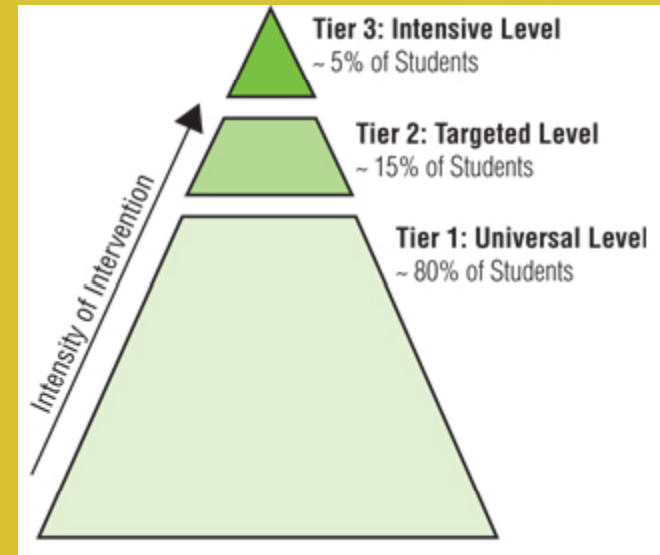 Tier 3: Intensive Level
~ 5% of Students
Tier 2: Targeted Level
~ 15% of Students
Tier 1: Universal Level
~ 80% of Students
Intensity of Intervention